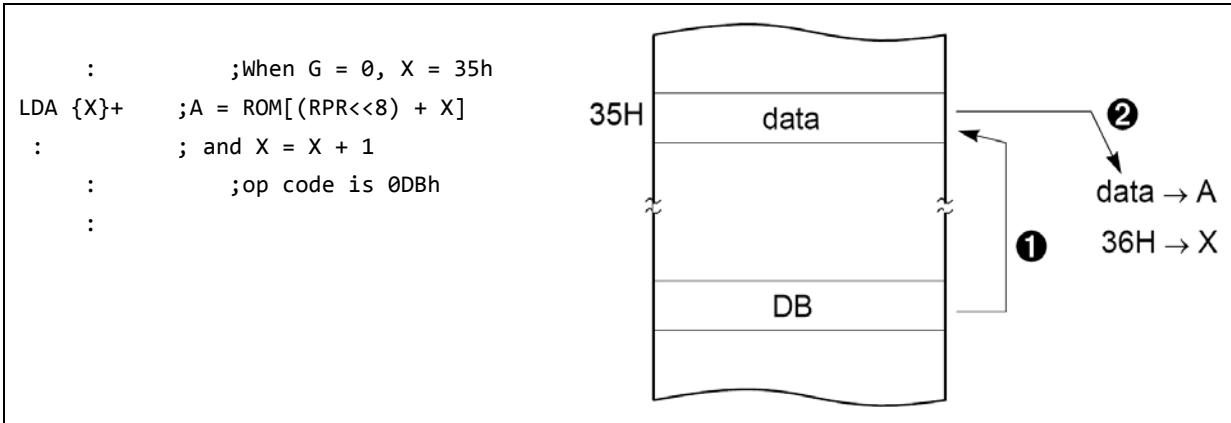 :             ;When G = 0, X = 35h
LDA {X}+    ;A = ROM[(RPR<<8) + X]
:           ; and X = X + 1
:             ;op code is 0DBh
:
35H
data
❷
data → A
36H → X
❶
DB